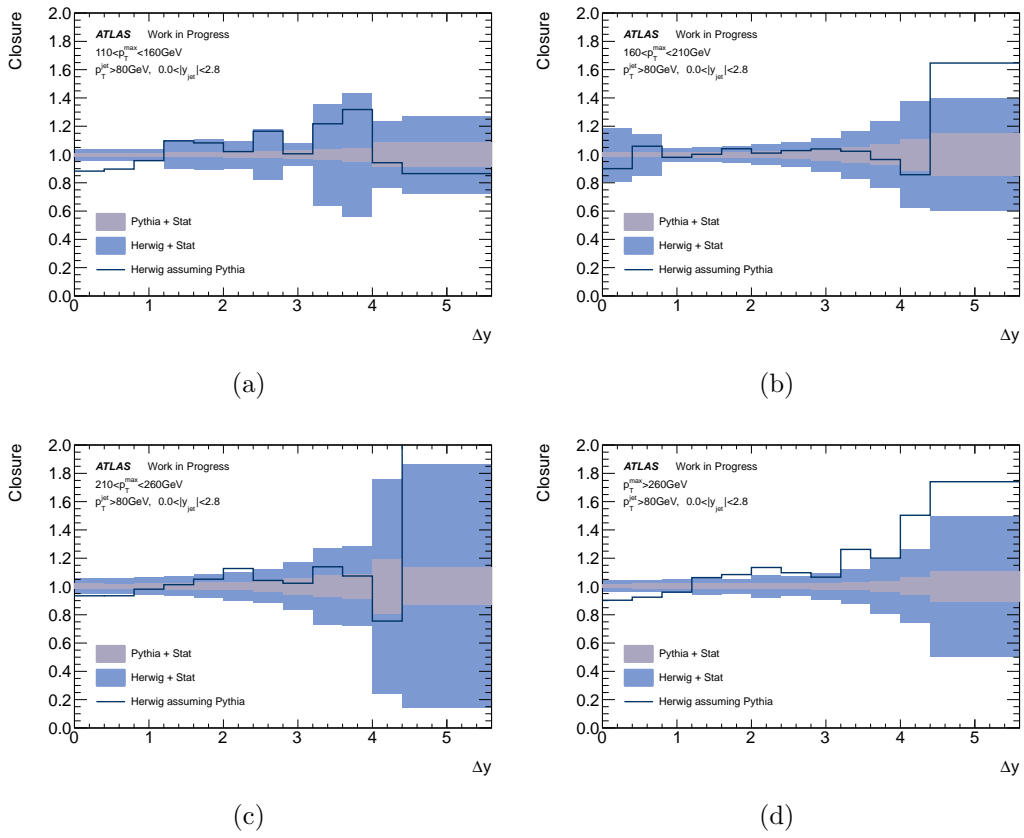 Closure
2.0
1.8
1.6
1.4
1.2
1.0
0.8
0.6
0.4
0.2
0.0
ATLAS Work in Progress
110<p_T^max<160GeV
p_T^jet>80GeV, 0.0<|y_jet|<2.8
Pythia + Stat
Herwig + Stat
Herwig assuming Pythia
0 1 2 3 4 5
Δy
(a)
Closure
2.0
1.8
1.6
1.4
1.2
1.0
0.8
0.6
0.4
0.2
0.0
ATLAS Work in Progress
160<p_T^max<210GeV
p_T^jet>80GeV, 0.0<|y_jet|<2.8
Pythia + Stat
Herwig + Stat
Herwig assuming Pythia
0 1 2 3 4 5
Δy
(b)
Closure
2.0
1.8
1.6
1.4
1.2
1.0
0.8
0.6
0.4
0.2
0.0
ATLAS Work in Progress
210<p_T^max<260GeV
p_T^jet>80GeV, 0.0<|y_jet|<2.8
Pythia + Stat
Herwig + Stat
Herwig assuming Pythia
0 1 2 3 4 5
Δy
(c)
Closure
2.0
1.8
1.6
1.4
1.2
1.0
0.8
0.6
0.4
0.2
0.0
ATLAS Work in Progress
p_T^max>260GeV
p_T^jet>80GeV, 0.0<|y_jet|<2.8
Pythia + Stat
Herwig + Stat
Herwig assuming Pythia
0 1 2 3 4 5
Δy
(d)